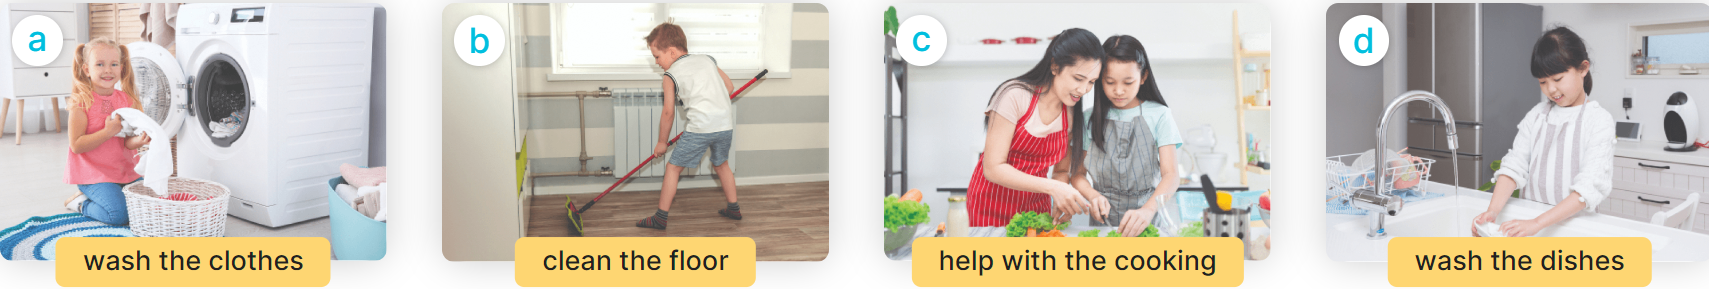 a
b
c
d
wash the clothes
clean the floor
help with the cooking
wash the dishes